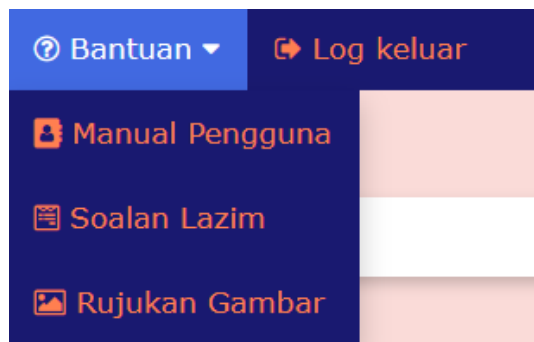 Bantuan
Log keluar
Manual Pengguna
Soalan Lazim
Rujukan Gambar